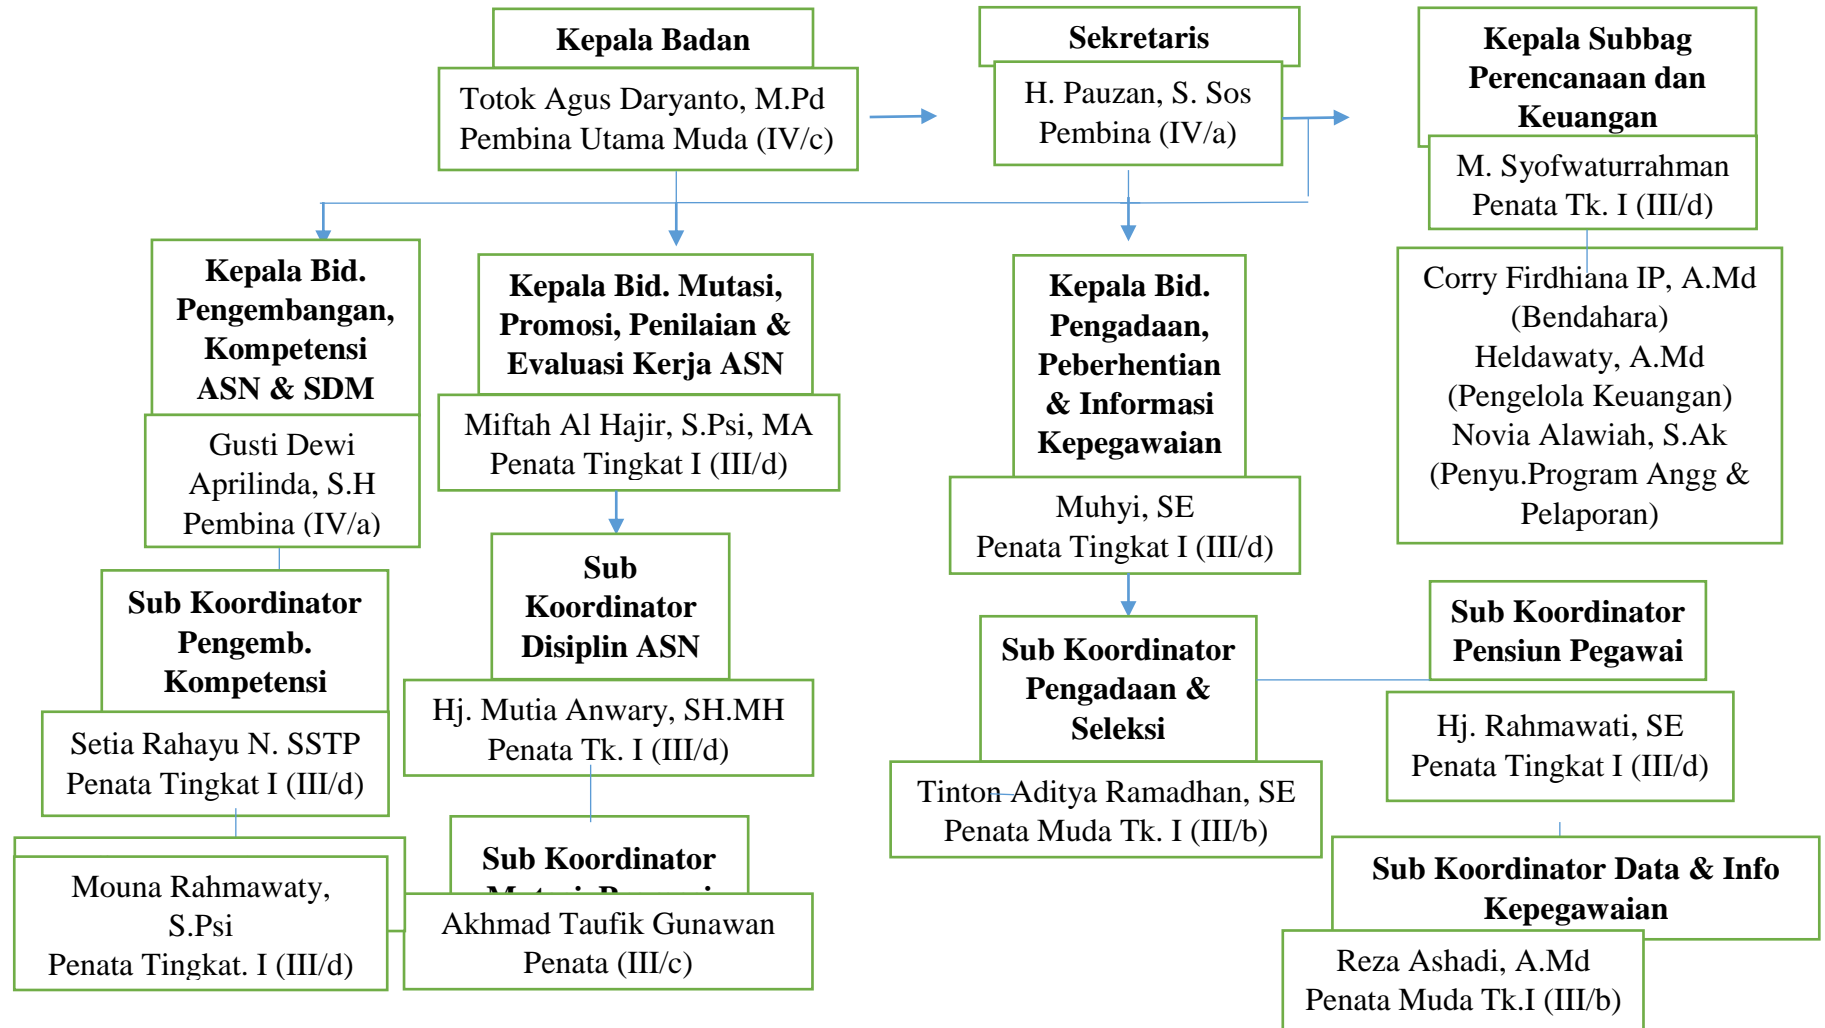 Kepala Badan
Totok Agus Daryanto, M.Pd
Pembina Utama Muda (IV/c)
Sekretaris
H. Pauzan, S. Sos
Pembina (IV/a)
Kepala Subbag
Perencanaan dan
Keuangan
M. Syofwaturrahman
Penata Tk. I (III/d)
Corry Firdhiana IP, A.Md
(Bendahara)
Heldawaty, A.Md
(Pengelola Keuangan)
Novia Alawiah, S.Ak
(Penyu.Program Angg &
Pelaporan)
Kepala Bid.
Pengembangan,
Kompetensi
ASN & SDM
Gusti Dewi
Aprilinda, S.H
Pembina (IV/a)
Sub Koordinator
Pengemb.
Kompetensi
Setia Rahayu N. SSTP
Penata Tingkat I (III/d)
Mouna Rahmawaty,
S.Psi
Penata Tingkat. I (III/d)
Kepala Bid. Mutasi,
Promosi, Penilaian &
Evaluasi Kerja ASN
Miftah Al Hajir, S.Psi, MA
Penata Tingkat I (III/d)
Sub
Koordinator
Disiplin ASN
Hj. Mutia Anwary, SH.MH
Penata Tk. I (III/d)
Sub Koordinator
Akhmad Taufik Gunawan
Penata (III/c)
Kepala Bid.
Pengadaan,
Peberhentian
& Informasi
Kepegawaian
Muhyi, SE
Penata Tingkat I (III/d)
Sub Koordinator
Pengadaan &
Seleksi
Tinton Aditya Ramadhan, SE
Penata Muda Tk. I (III/b)
Sub Koordinator
Pensiun Pegawai
Hj. Rahmawati, SE
Penata Tingkat I (III/d)
Sub Koordinator Data & Info
Kepegawaian
Reza Ashadi, A.Md
Penata Muda Tk.I (III/b)